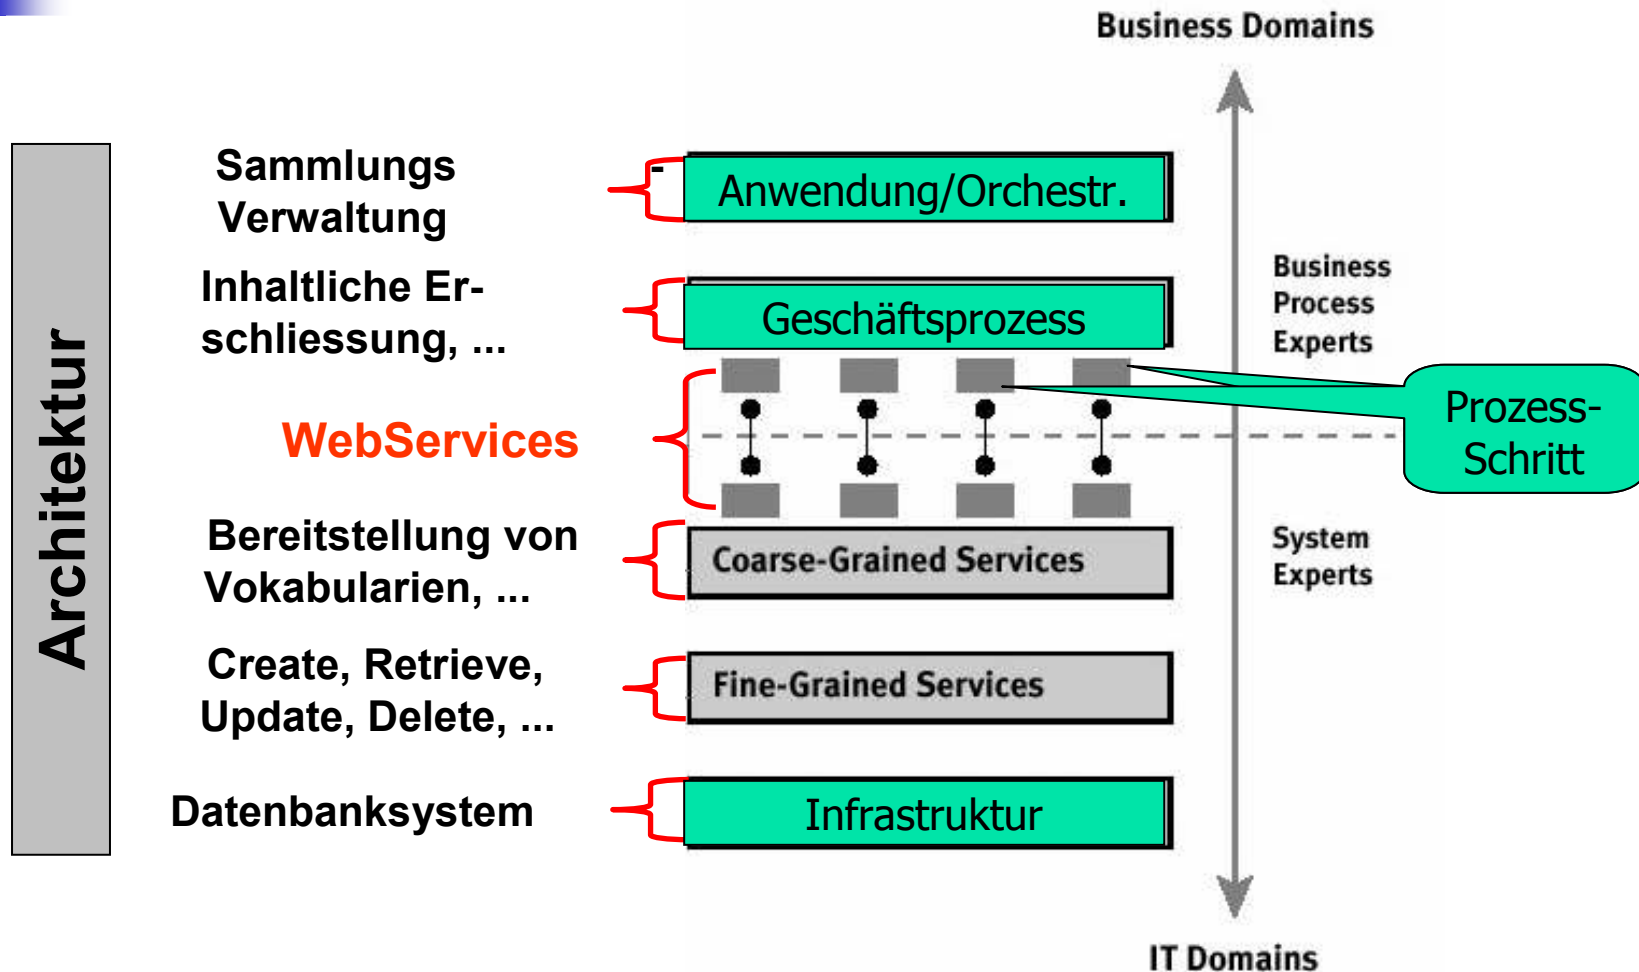 Business Domains
Architektur
Sammlungs
-
Verwaltung
Anwendung/Orchestr.
Inhaltliche Er-
schliessung, ...
Geschäftsprozess
Business
Process
Experts
WebServices
Prozess-
Schritt
Bereitstellung von
Vokabularien, ...
Coarse-Grained Services
System
Experts
Create, Retrieve,
Update, Delete, ...
Fine-Grained Services
Datenbanksystem
Infrastruktur
IT Domains